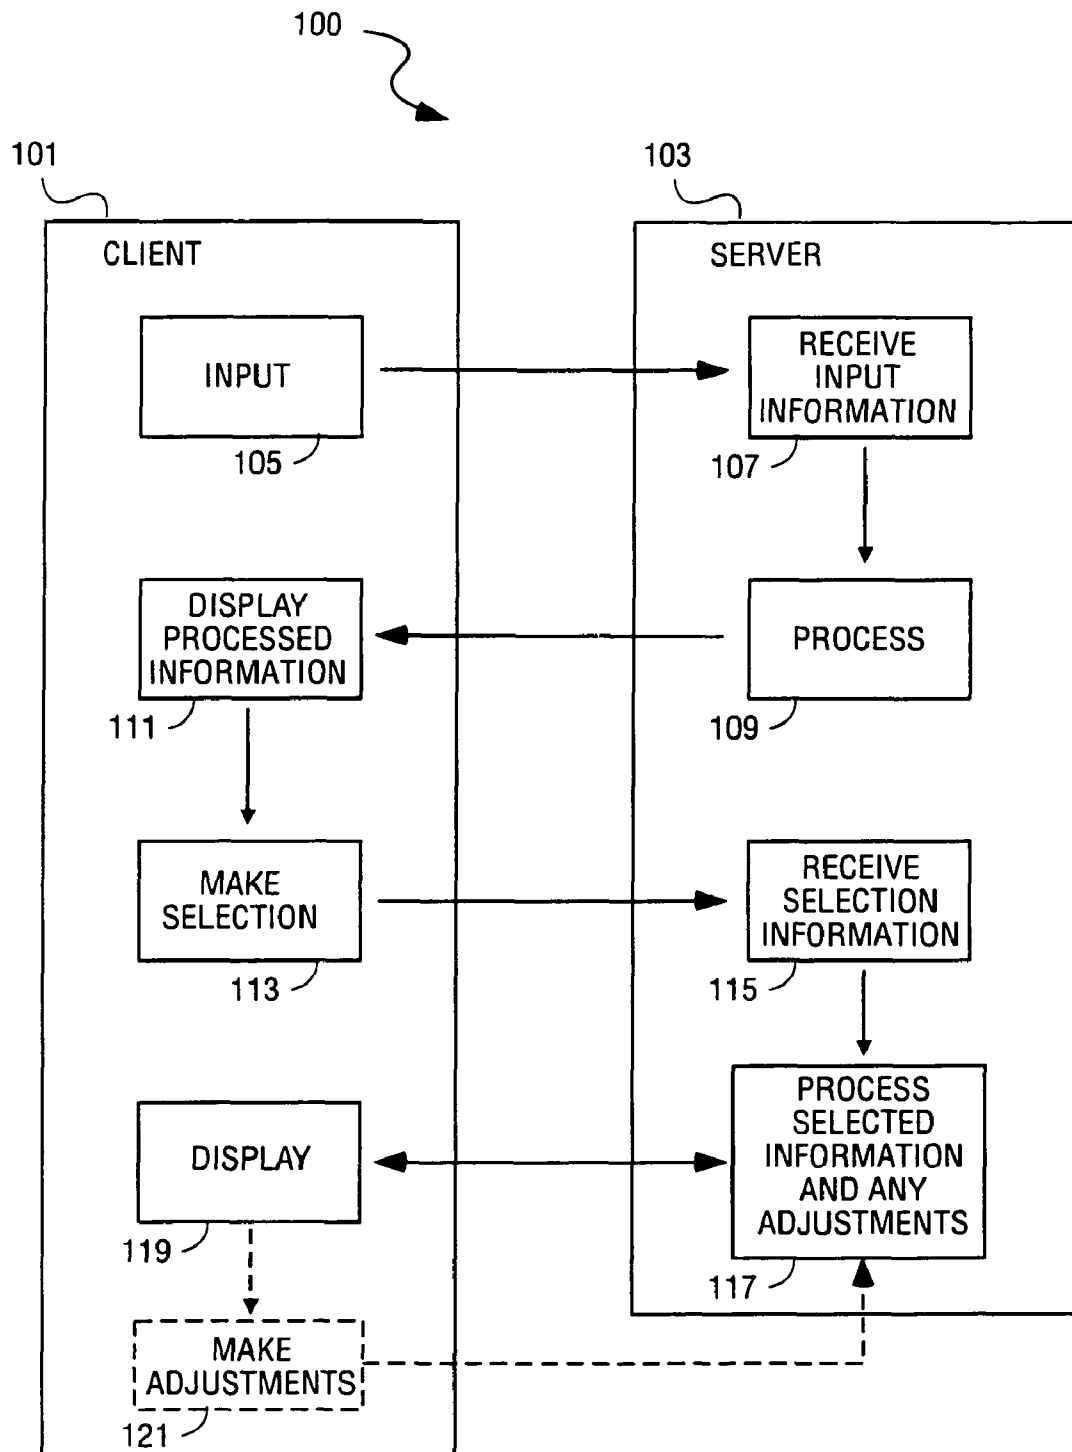 100
101
103
CLIENT
SERVER
INPUT
105
RECEIVE
INPUT
INFORMATION
107
DISPLAY
PROCESSED
INFORMATION
111
PROCESS
109
MAKE
SELECTION
113
RECEIVE
SELECTION
INFORMATION
115
DISPLAY
119
PROCESS
SELECTED
INFORMATION
AND ANY
ADJUSTMENTS
117
MAKE
ADJUSTMENTS
121